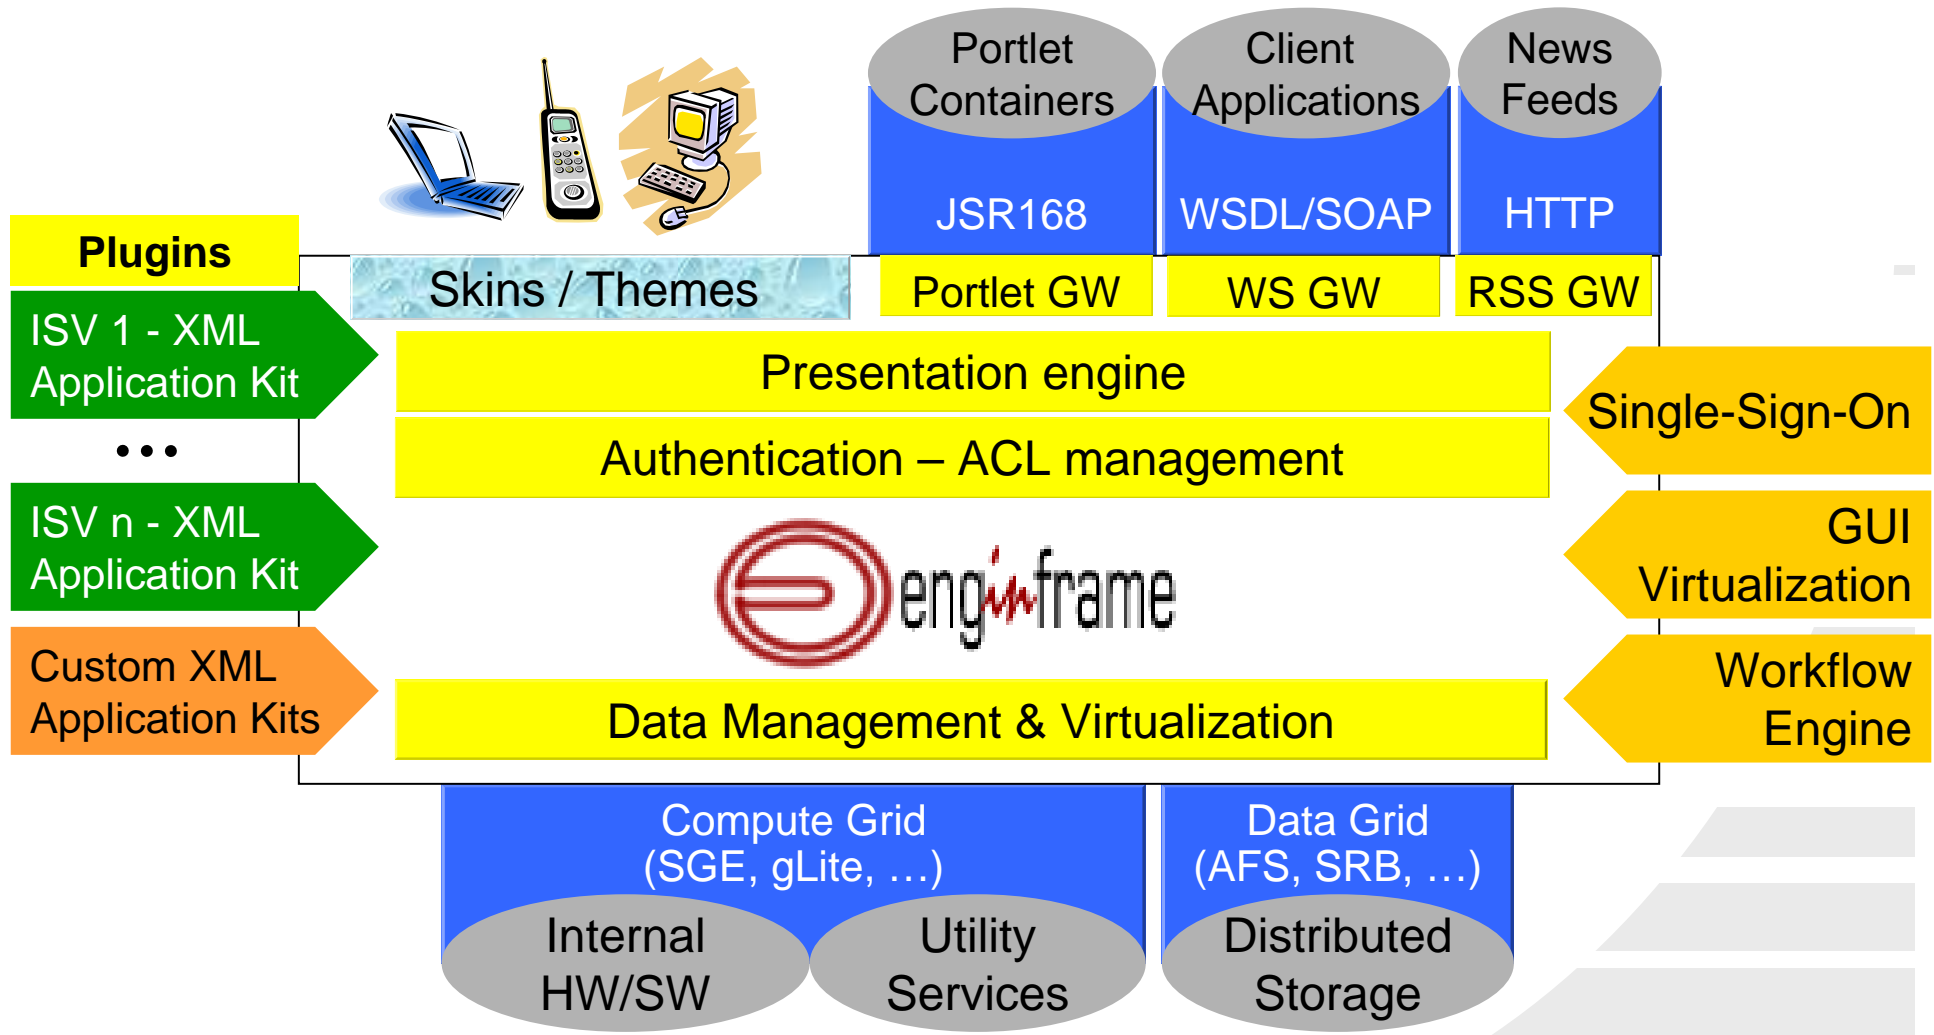 Portlet
Containers
Client
Applications
News
Feeds
JSR168
WSDL/SOAP
HTTP
Plugins
Skins / Themes
Portlet GW
WS GW
RSS GW
ISV 1 - XML
Application Kit
Presentation engine
Single-Sign-On
...
Authentication – ACL management
ISV n - XML
Application Kit
enginframe
GUI
Virtualization
Custom XML
Application Kits
Data Management & Virtualization
Workflow
Engine
Compute Grid
(SGE, gLite, …)
Data Grid
(AFS, SRB, …)
Internal
HW/SW
Utility
Services
Distributed
Storage